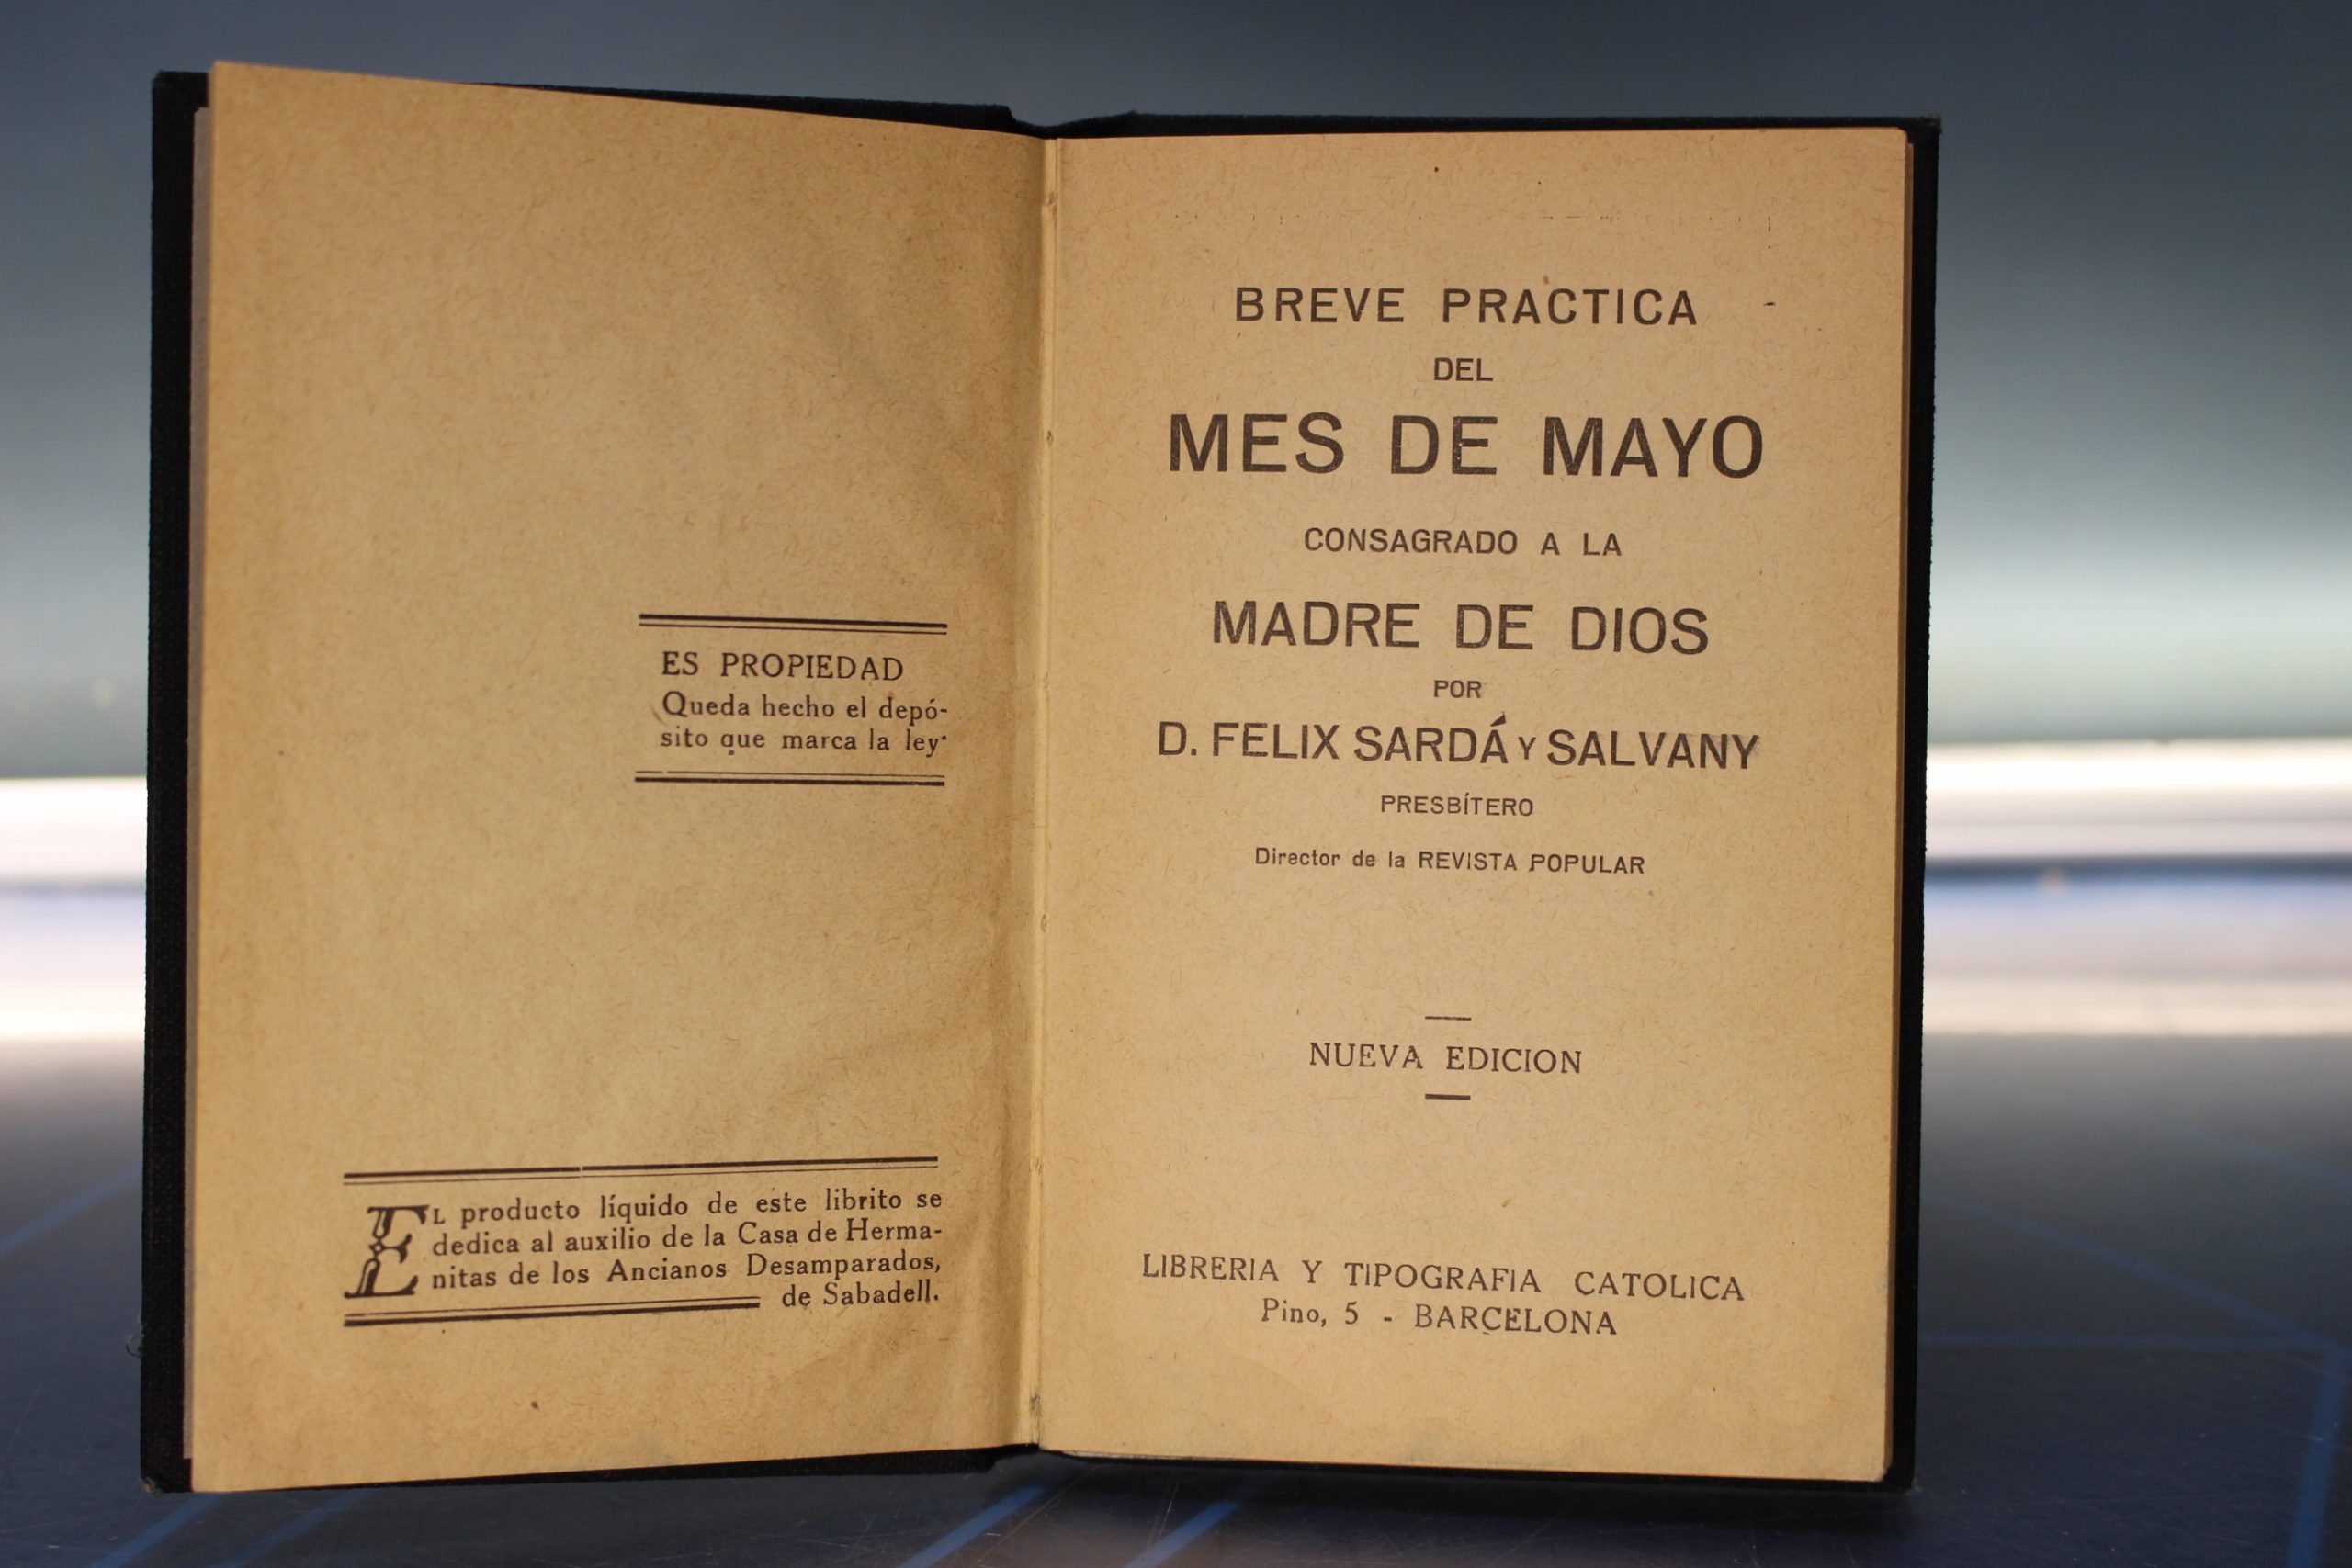 ES PROPIEDAD
Queda hecho el depó-
sito que marca la ley.
EL producto líquido de este librito se
dedica al auxilio de la Casa de Herma-
nitas de los Ancianos Desamparados,
de Sabadell.
BREVE PRACTICA
DEL
MES DE MAYO
CONSAGRADO A LA
MADRE DE DIOS
POR
D. FELIX SARDÁ Y SALVANY
PRESBÍTERO
Director de la REVISTA POPULAR
NUEVA EDICION
LIBRERIA Y TIPOGRAFIA CATOLICA
Pino, 5 - BARCELONA